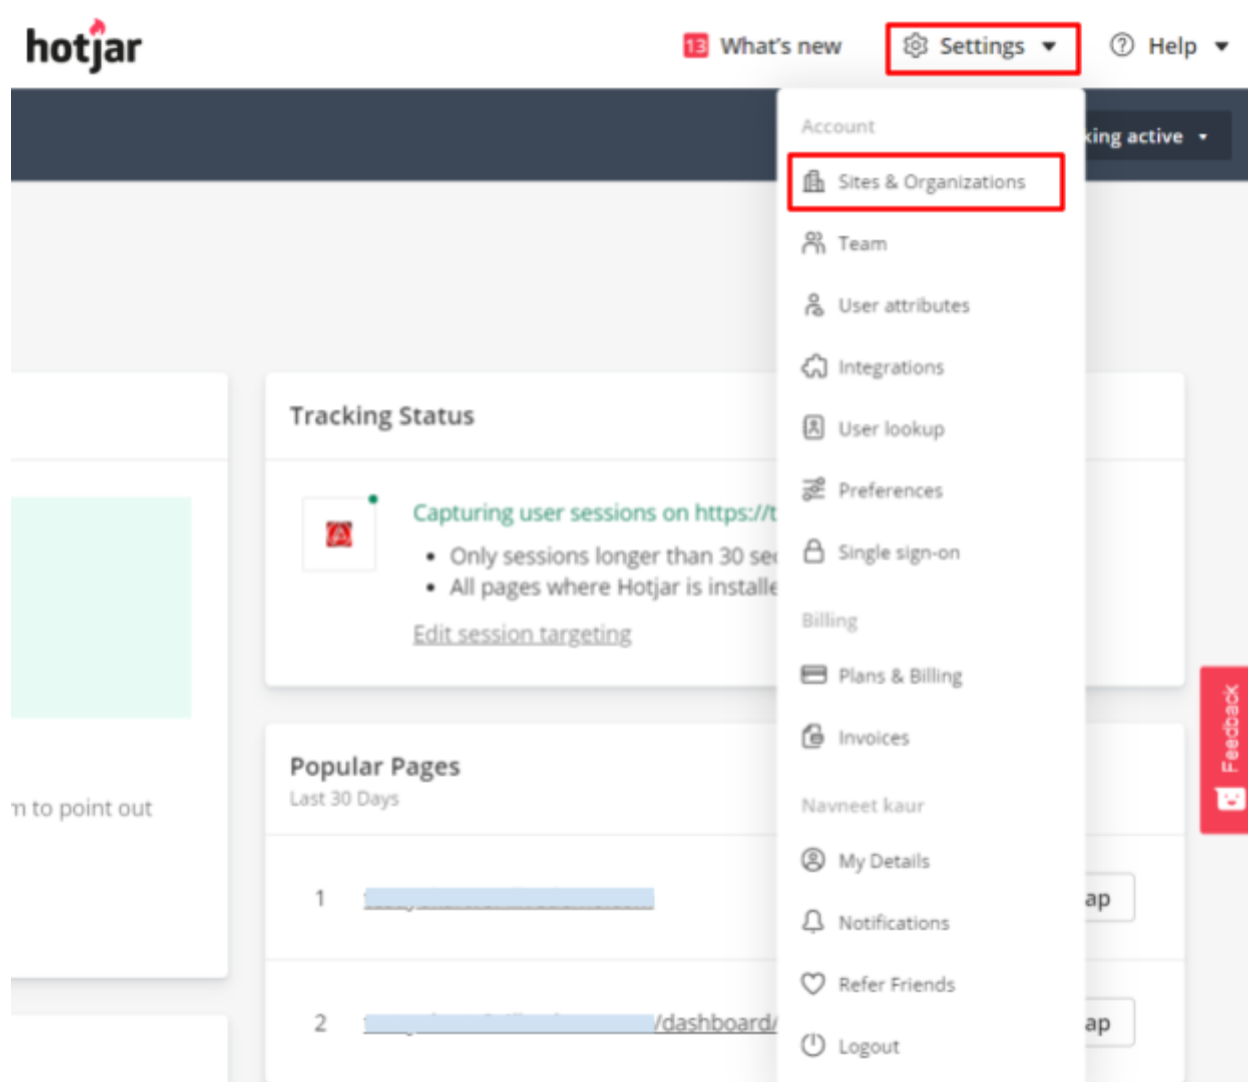 hotjar
13 What's new
Settings
Help
king active
Account
Sites & Organizations
Team
User attributes
Integrations
User lookup
Preferences
Single sign-on
Billing
Plans & Billing
Invoices
Navneet kaur
My Details
Notifications
Refer Friends
Logout
m to point out
Tracking Status
Capturing user sessions on https://t
Only sessions longer than 30 sec
All pages where Hotjar is installe
Edit session targeting
Popular Pages
Last 30 Days
1
ap
2
/dashboard/
ap
Feedback